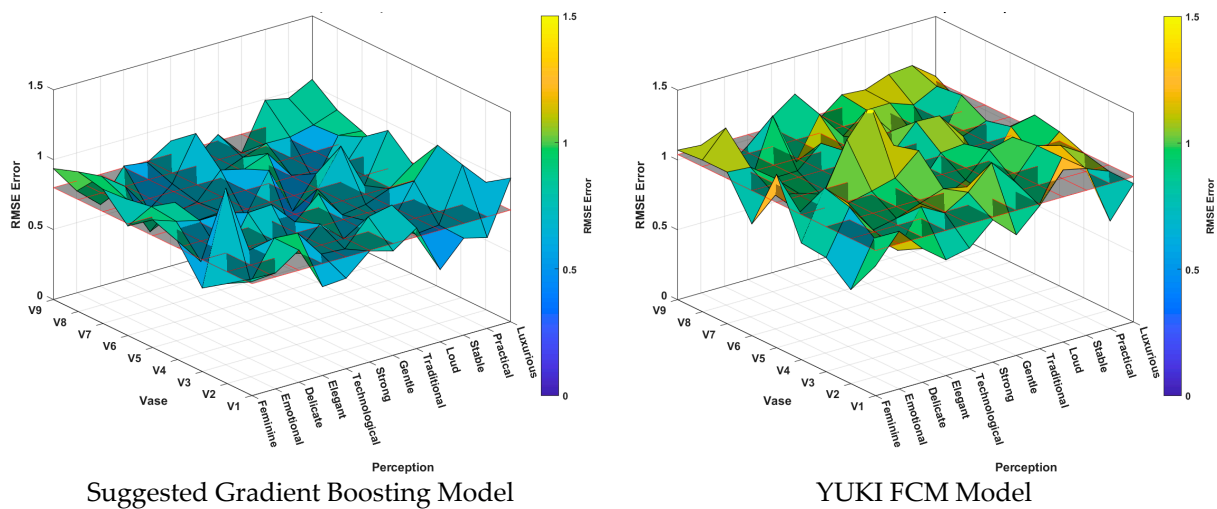 1.5
1
0.5
0
RMSE Error
V9
V8
V7
V6
V5
V4
V3
V2
V1
Vase
Feminine
Emotional
Delicate
Elegant
Technological
Strong
Gentle
Traditional
Loud
Stable
Practical
Luxurious
Perception
1.5
1
0.5
0
RMSE Error
Suggested Gradient Boosting Model
1.5
1
0.5
0
RMSE Error
V9
V8
V7
V6
V5
V4
V3
V2
V1
Vase
Feminine
Emotional
Delicate
Elegant
Technological
Strong
Gentle
Traditional
Loud
Stable
Practical
Luxurious
Perception
1.5
1
0.5
0
RMSE Error
YUKI FCM Model